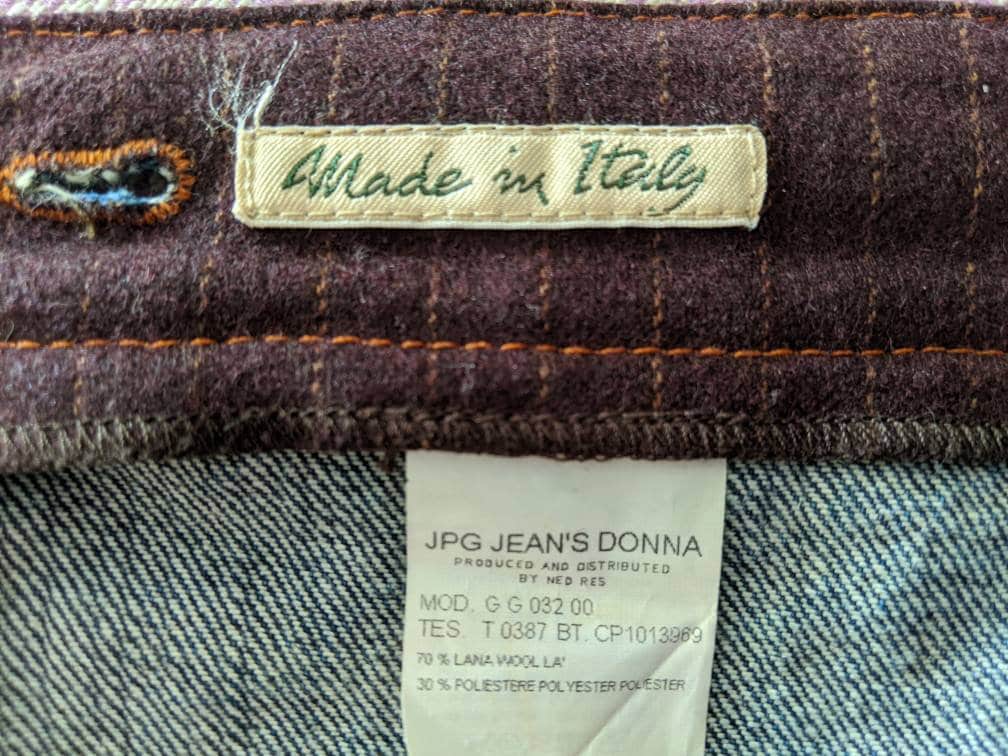 Made in Italy
JPG JEAN'S DONNA
PRODUCED AND DISTRIBUTED
BY NED RES
MOD. G G 032 00
TES. T 0387 BT. CP1013969
70 % LANA WOOL LA'
30 % POLIESTERE POLYESTER POLIESTER